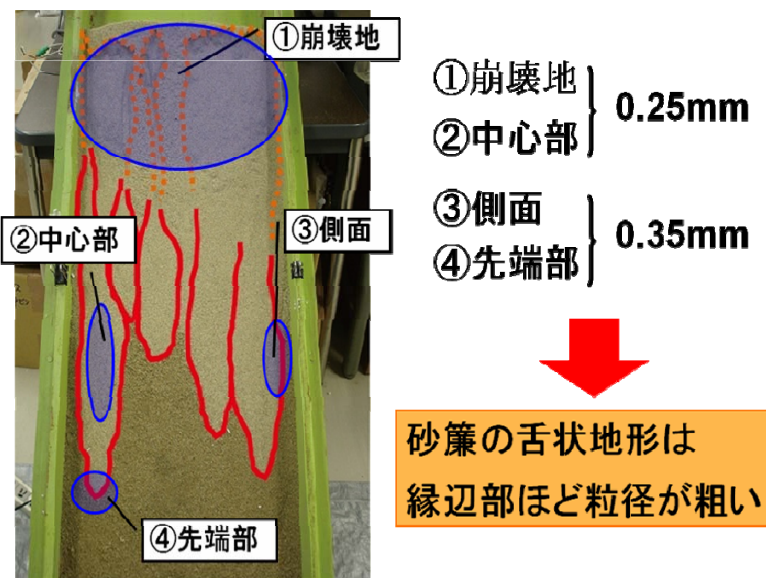 ①崩壊地
②中心部
③側面
④先端部
①崩壊地
②中心部
0.25mm
③側面
④先端部
0.35mm
砂簾の舌状地形は
縁辺部ほど粒径が粗い